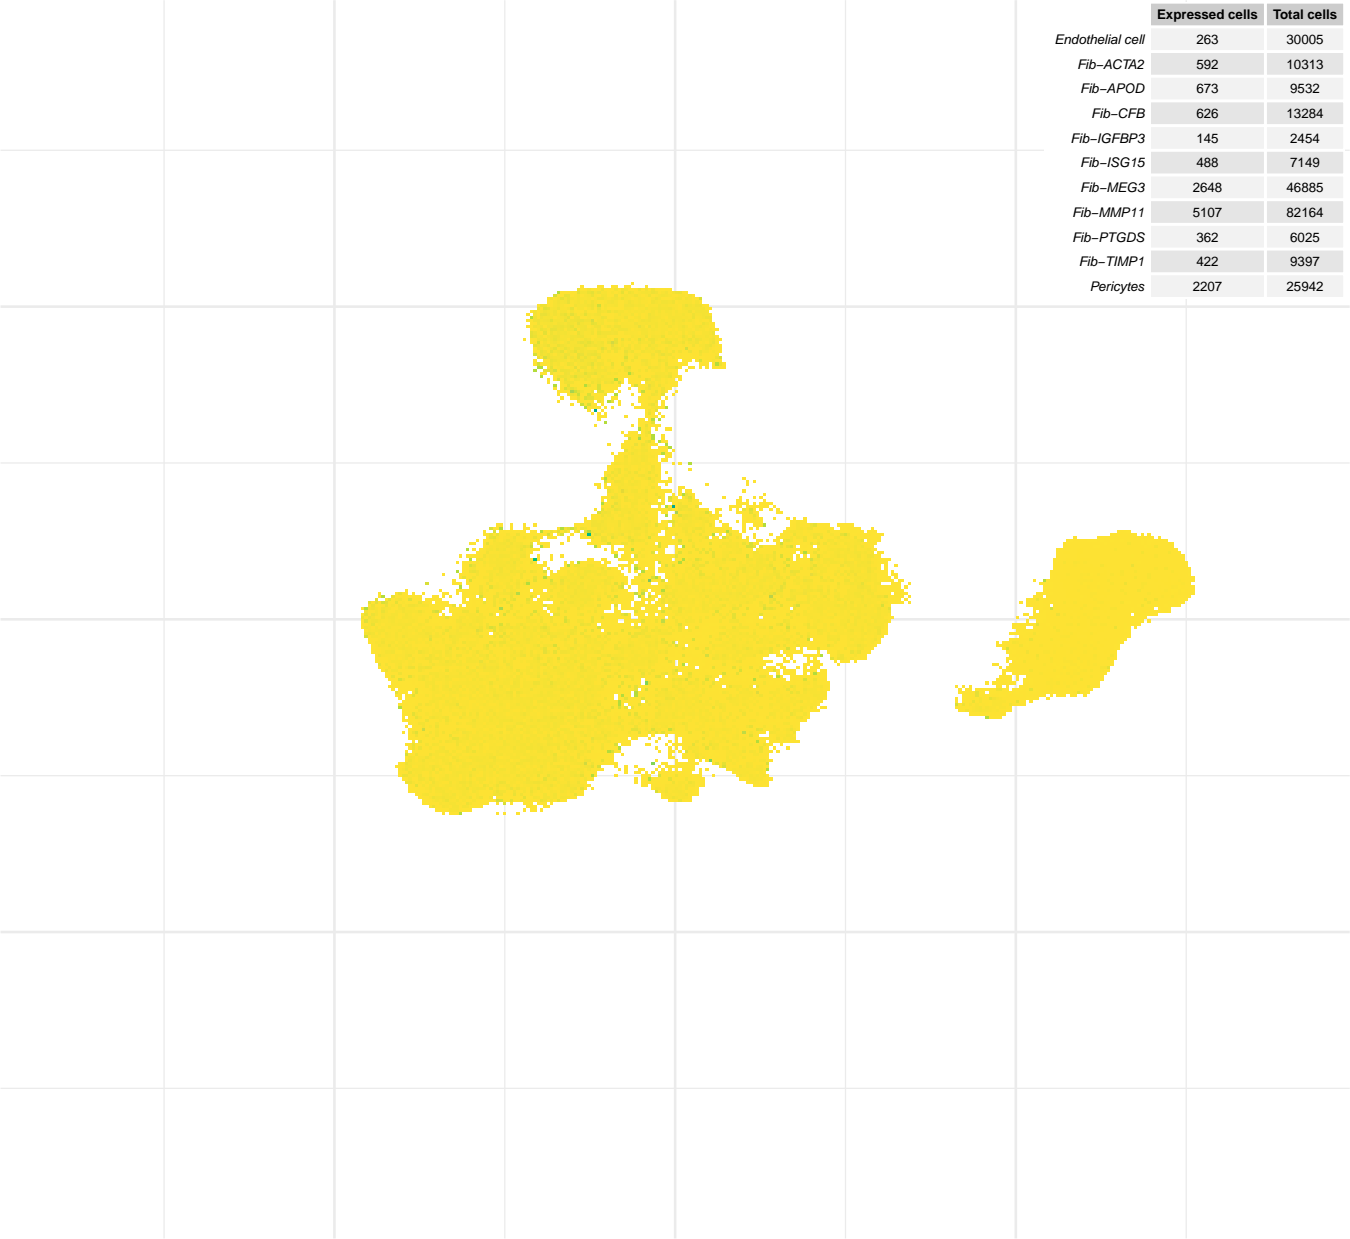 Expressed cells Total cells
Endothelial cell 263 30005
Fib−ACTA2 592 10313
Fib−APOD 673 9532
Fib−CFB 626 13284
Fib−IGFBP3 145 2454
Fib−ISG15 488 7149
Fib−MEG3 2648 46885
Fib−MMP11 5107 82164
Fib−PTGDS 362 6025
Fib−TIMP1 422 9397
Pericytes 2207 25942